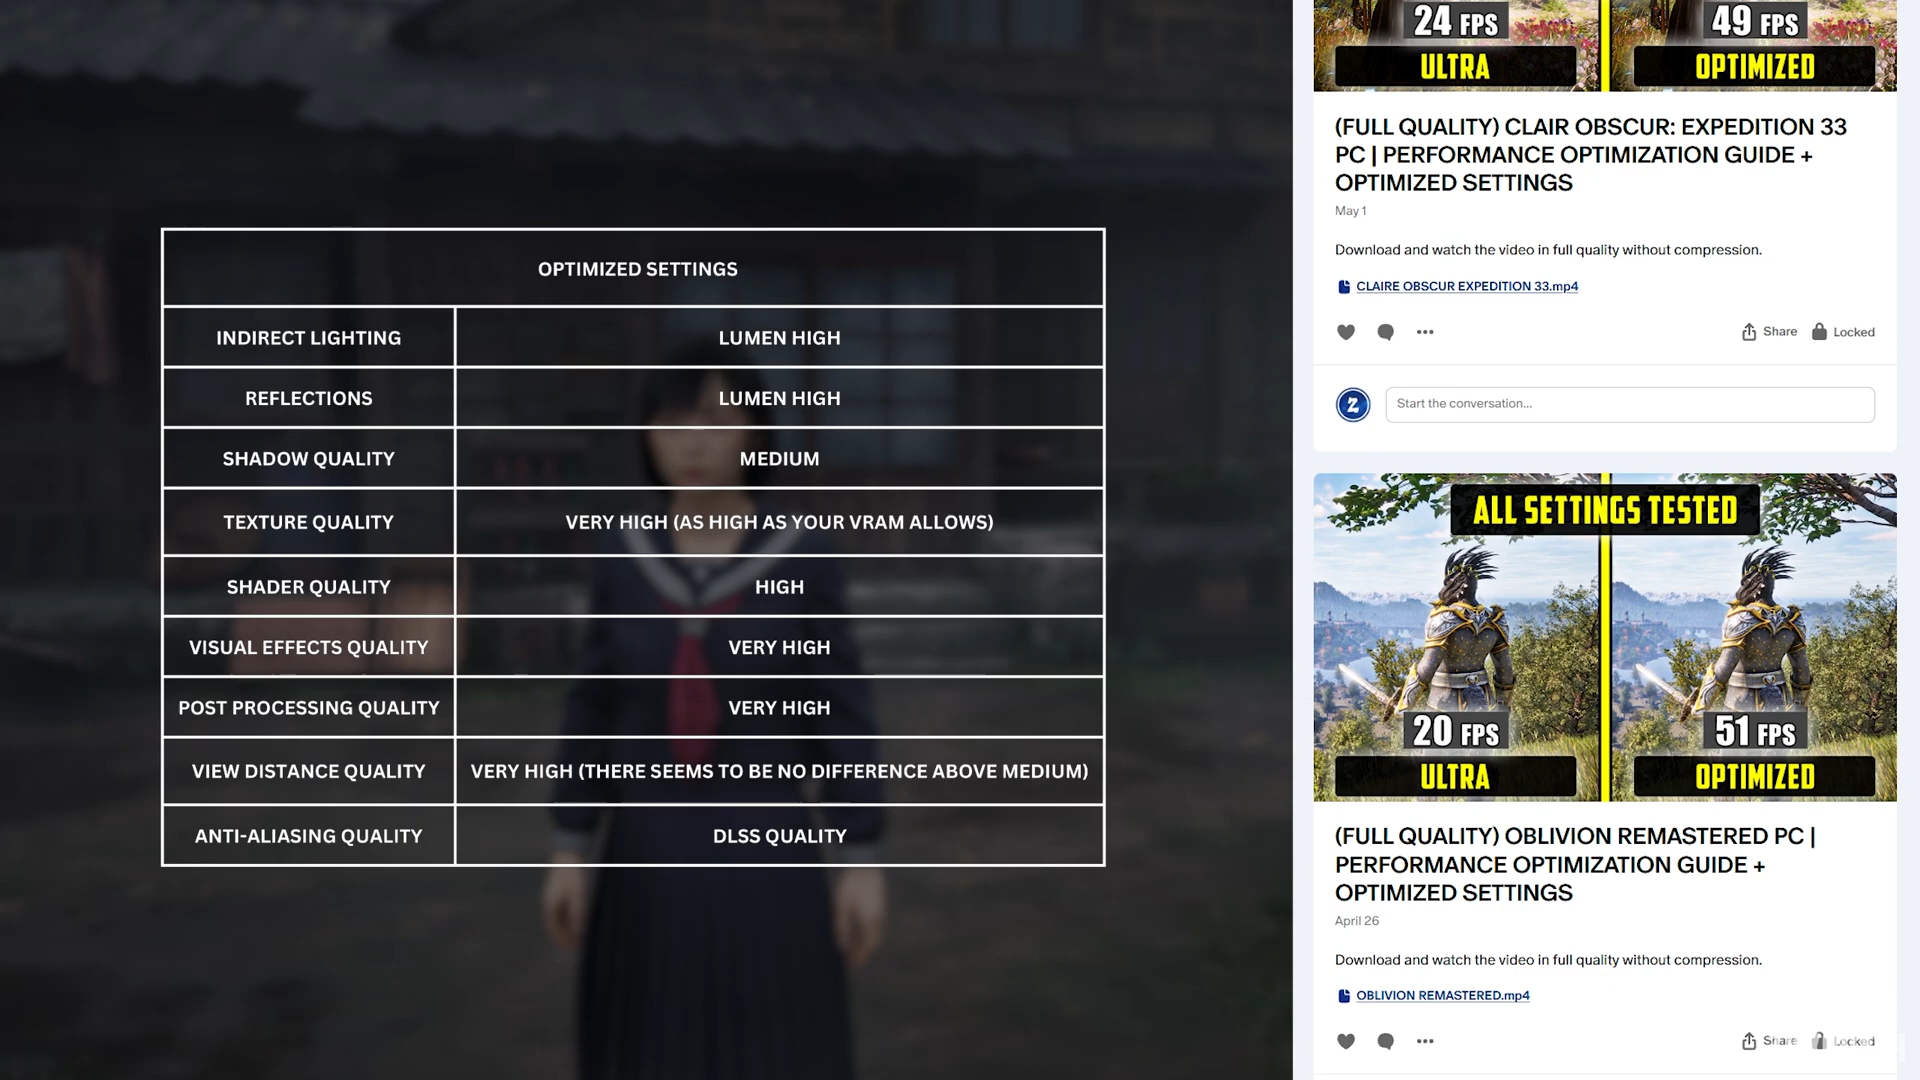 OPTIMIZED SETTINGS
INDIRECT LIGHTING
LUMEN HIGH
REFLECTIONS
LUMEN HIGH
SHADOW QUALITY
MEDIUM
TEXTURE QUALITY
VERY HIGH (AS HIGH AS YOUR VRAM ALLOWS)
SHADER QUALITY
HIGH
VISUAL EFFECTS QUALITY
VERY HIGH
POST PROCESSING QUALITY
VERY HIGH
VIEW DISTANCE QUALITY
VERY HIGH (THERE SEEMS TO BE NO DIFFERENCE ABOVE MEDIUM)
ANTI-ALIASING QUALITY
DLSS QUALITY
24 FPS
49 FPS
ULTRA
OPTIMIZED
(FULL QUALITY) CLAIR OBSCUR: EXPEDITION 33
PC | PERFORMANCE OPTIMIZATION GUIDE +
OPTIMIZED SETTINGS
May 1
Download and watch the video in full quality without compression.
CLAIRE OBSCUR EXPEDITION 33.mp4
Share
Locked
Z
Start the conversation...
ALL SETTINGS TESTED
20 FPS
51 FPS
ULTRA
OPTIMIZED
(FULL QUALITY) OBLIVION REMASTERED PC |
PERFORMANCE OPTIMIZATION GUIDE +
OPTIMIZED SETTINGS
April 26
Download and watch the video in full quality without compression.
OBLIVION REMASTERED.mp4
Share
Locked